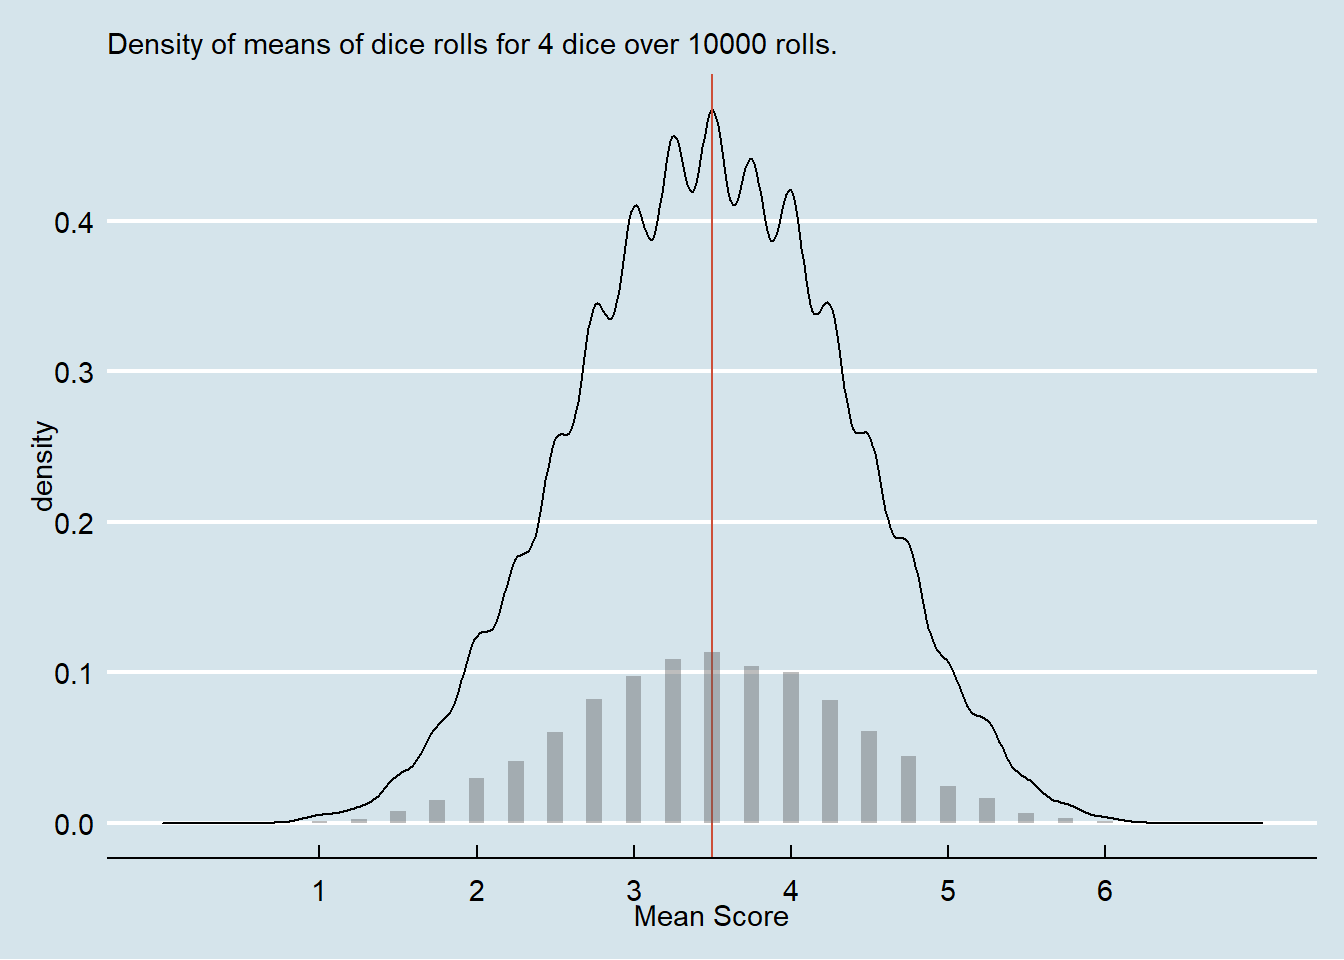 Density of means of dice rolls for 4 dice over 10000 rolls.
density
0.4
0.3
0.2
0.1
0.0
1 2 3 4 5 6
Mean Score